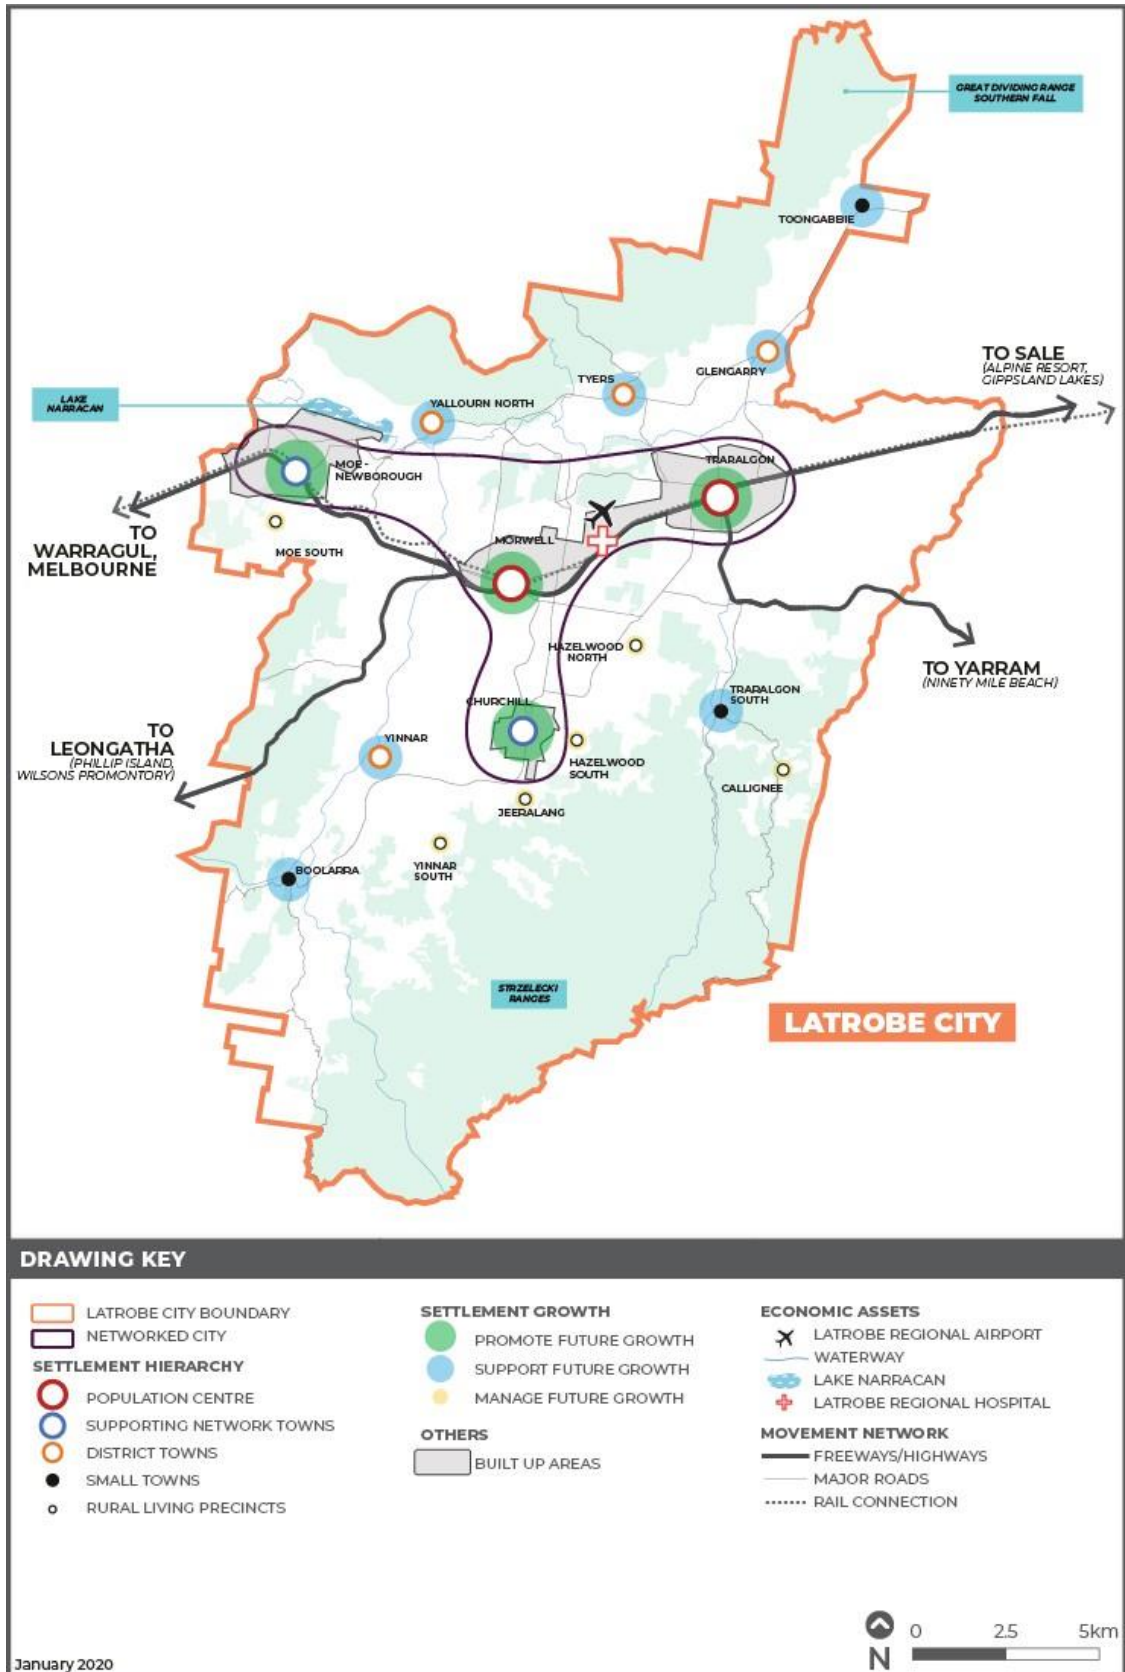 GREAT DIVIDING RANGE
SOUTHERN FALL
TOONGABBIE
TO SALE
(ALPINE RESORT,
GIPPSLAND LAKES)
GLENGARRY
TYERS
LAKE
NARRACAN
YALLOURN NORTH
MOE -
NEWBOROUGH
TRARALGON
TO
WARRAGUL,
MELBOURNE
MOE SOUTH
MORWELL
HAZELWOOD
NORTH
TO YARRAM
(NINETY MILE BEACH)
TRARALGON
SOUTH
CHURCHILL
TO
LEONGATHA
(PHILLIP ISLAND,
WILSONS PROMONTORY)
YINNAR
HAZELWOOD
SOUTH
CALLIGNEE
JEERALANG
YINNAR
SOUTH
BOOLARRA
STRZELECKI
RANGES
LATROBE CITY
DRAWING KEY
LATROBE CITY BOUNDARY
NETWORKED CITY
SETTLEMENT HIERARCHY
POPULATION CENTRE
SUPPORTING NETWORK TOWNS
DISTRICT TOWNS
SMALL TOWNS
RURAL LIVING PRECINCTS
SETTLEMENT GROWTH
PROMOTE FUTURE GROWTH
SUPPORT FUTURE GROWTH
MANAGE FUTURE GROWTH
OTHERS
BUILT UP AREAS
ECONOMIC ASSETS
LATROBE REGIONAL AIRPORT
WATERWAY
LAKE NARRACAN
LATROBE REGIONAL HOSPITAL
MOVEMENT NETWORK
FREEWAYS/HIGHWAYS
MAJOR ROADS
RAIL CONNECTION
January 2020
N
0 2.5 5km